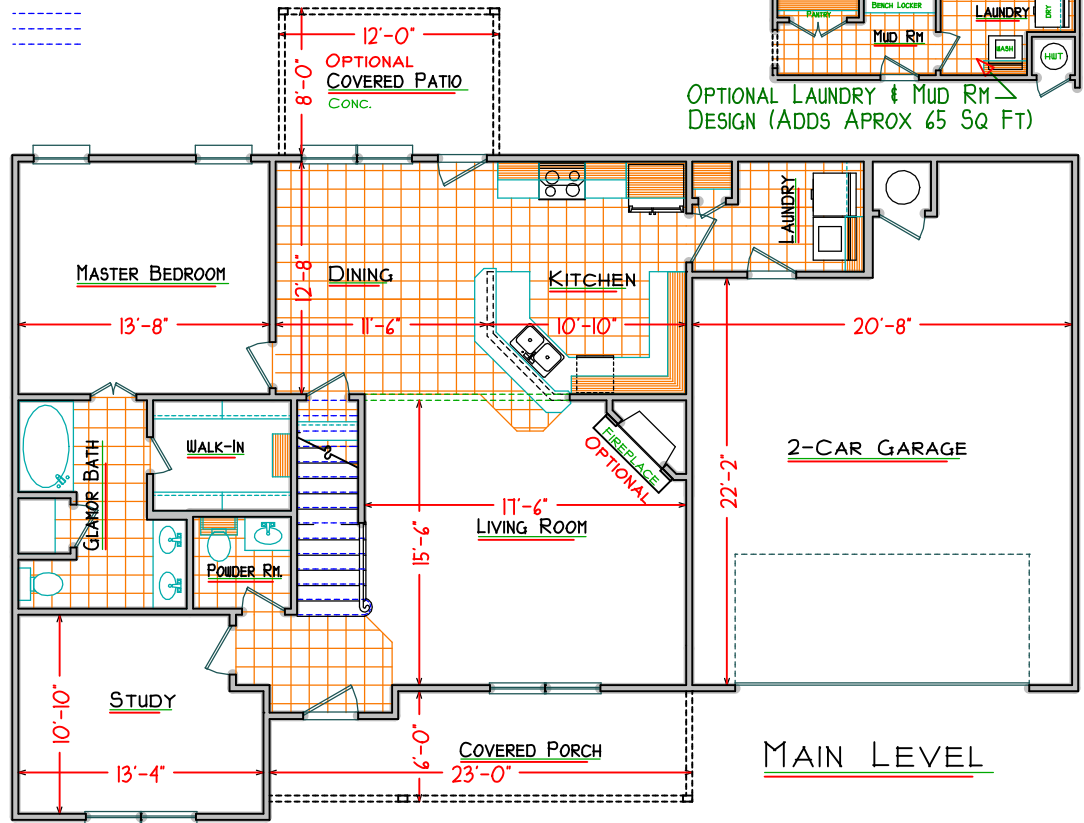 PANTRY
BENCH LOCKER
LAUNDRY
DRY
MUD RM
WASH
HWT
OPTIONAL LAUNDRY & MUD RM
DESIGN (ADDS APROX 65 SQ FT)
12'-0"
8'-0"
OPTIONAL
COVERED PATIO
CONC.
MASTER BEDROOM
13'-8"
12'-8"
DINING
11'-6"
KITCHEN
10'-10"
LAUNDRY
20'-8"
GLAMOR BATH
WALK-IN
POWDER RM.
FIREPLACE
OPTIONAL
17'-6"
LIVING ROOM
15'-6"
22'-2"
2-CAR GARAGE
STUDY
10'-10"
13'-4"
6'-0"
COVERED PORCH
23'-0"
MAIN LEVEL